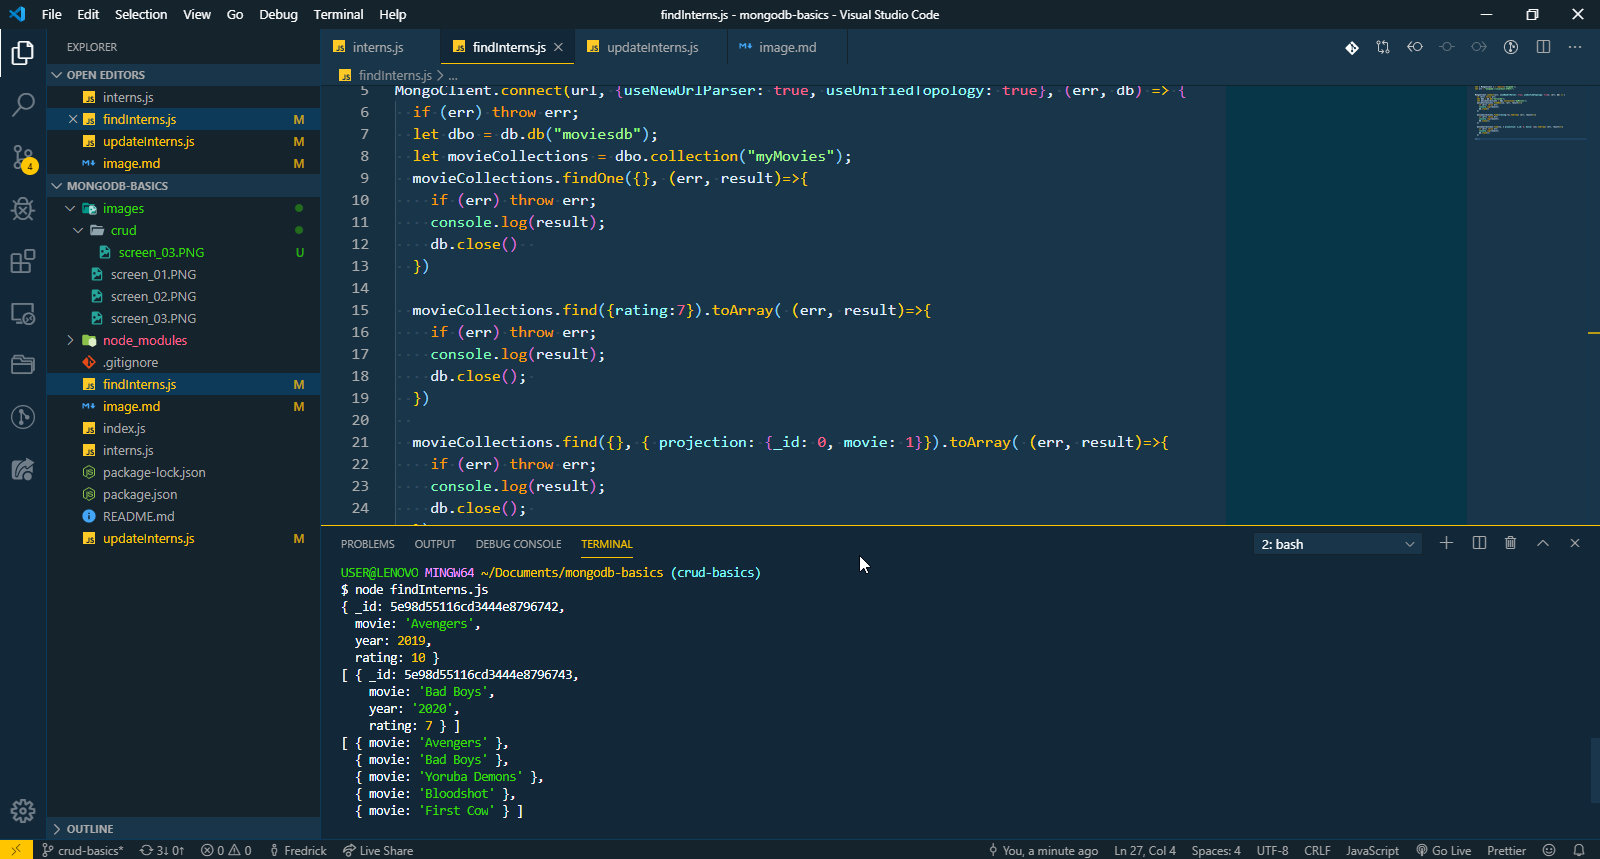 File Edit Selection View Go Debug Terminal Help
findInterns.js - mongodb-basics - Visual Studio Code
EXPLORER
OPEN EDITORS
interns.js
findInterns.js M
updateInterns.js M
image.md M
MONGODB-BASICS
images
crud
screen_03.PNG U
screen_01.PNG
screen_02.PNG
screen_03.PNG
node_modules
.gitignore
findInterns.js M
image.md M
index.js
interns.js
package-lock.json
package.json
README.md
updateInterns.js M
OUTLINE
4
interns.js findInterns.js updateInterns.js image.md
findInterns.js > ...
5 MongoClient.connect(url, {useNewUrlParser: true, useUnifiedTopology: true}, (err, db) => {
6 if (err) throw err;
7 let dbo = db.db("moviesdb");
8 let movieCollections = dbo.collection("myMovies");
9 movieCollections.findOne({}, (err, result)=>{
10 if (err) throw err;
11 console.log(result);
12 db.close()
13 })
14
15 movieCollections.find({rating:7}).toArray( (err, result)=>{
16 if (err) throw err;
17 console.log(result);
18 db.close();
19 })
20
21 movieCollections.find({}, { projection: {_id: 0, movie: 1}}).toArray( (err, result)=>{
22 if (err) throw err;
23 console.log(result);
24 db.close();
PROBLEMS OUTPUT DEBUG CONSOLE TERMINAL
2: bash
USER@LENOVO MINGW64 ~/Documents/mongodb-basics (crud-basics)
$ node findInterns.js
{ _id: 5e98d55116cd3444e8796742,
movie: 'Avengers',
year: 2019,
rating: 10 }
[ { _id: 5e98d55116cd3444e8796743,
movie: 'Bad Boys',
year: '2020',
rating: 7 } ]
[ { movie: 'Avengers' },
{ movie: 'Bad Boys' },
{ movie: 'Yoruba Demons' },
{ movie: 'Bloodshot' },
{ movie: 'First Cow' } ]
crud-basics* 3↓ 0↑ 0 0 Fredrick Live Share
You, a minute ago Ln 27, Col 4 Spaces: 4 UTF-8 CRLF JavaScript Go Live Prettier